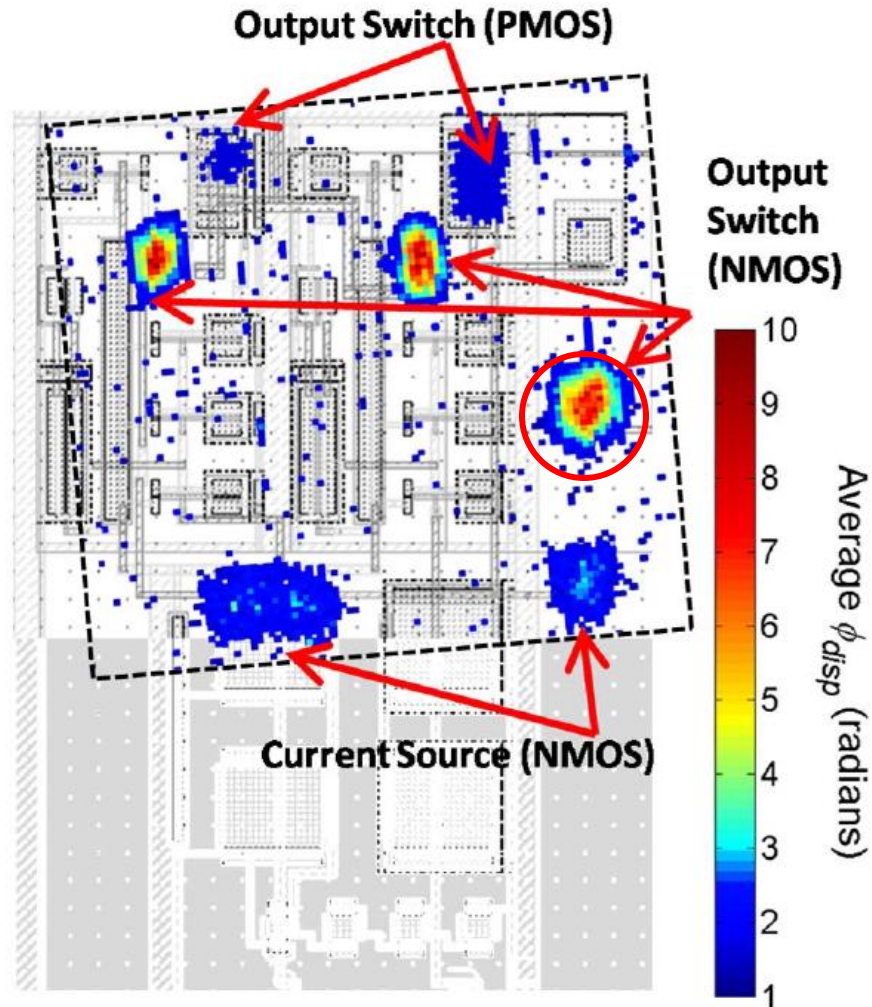 Output Switch (PMOS)
Output
Switch
(NMOS)
10
9
8
7
6
5
4
3
2
1
Average ϕdisp (radians)
Current Source (NMOS)